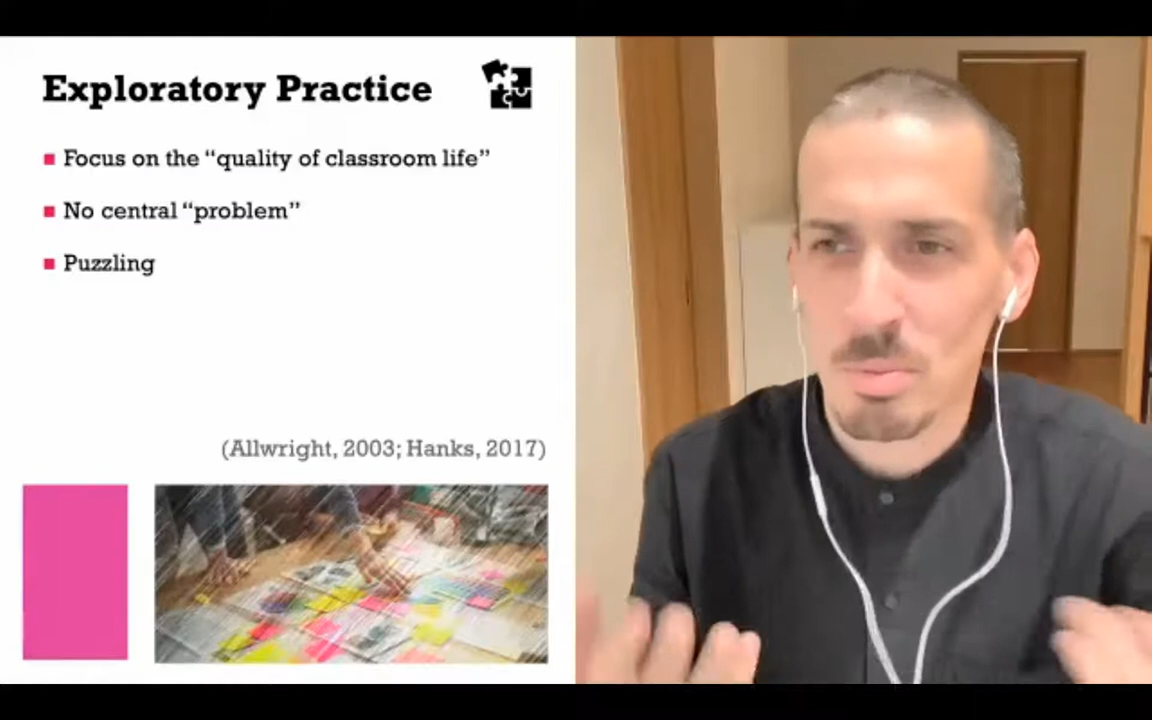 Exploratory Practice
Focus on the “quality of classroom life”
No central “problem”
Puzzling
(Allwright, 2003; Hanks, 2017)